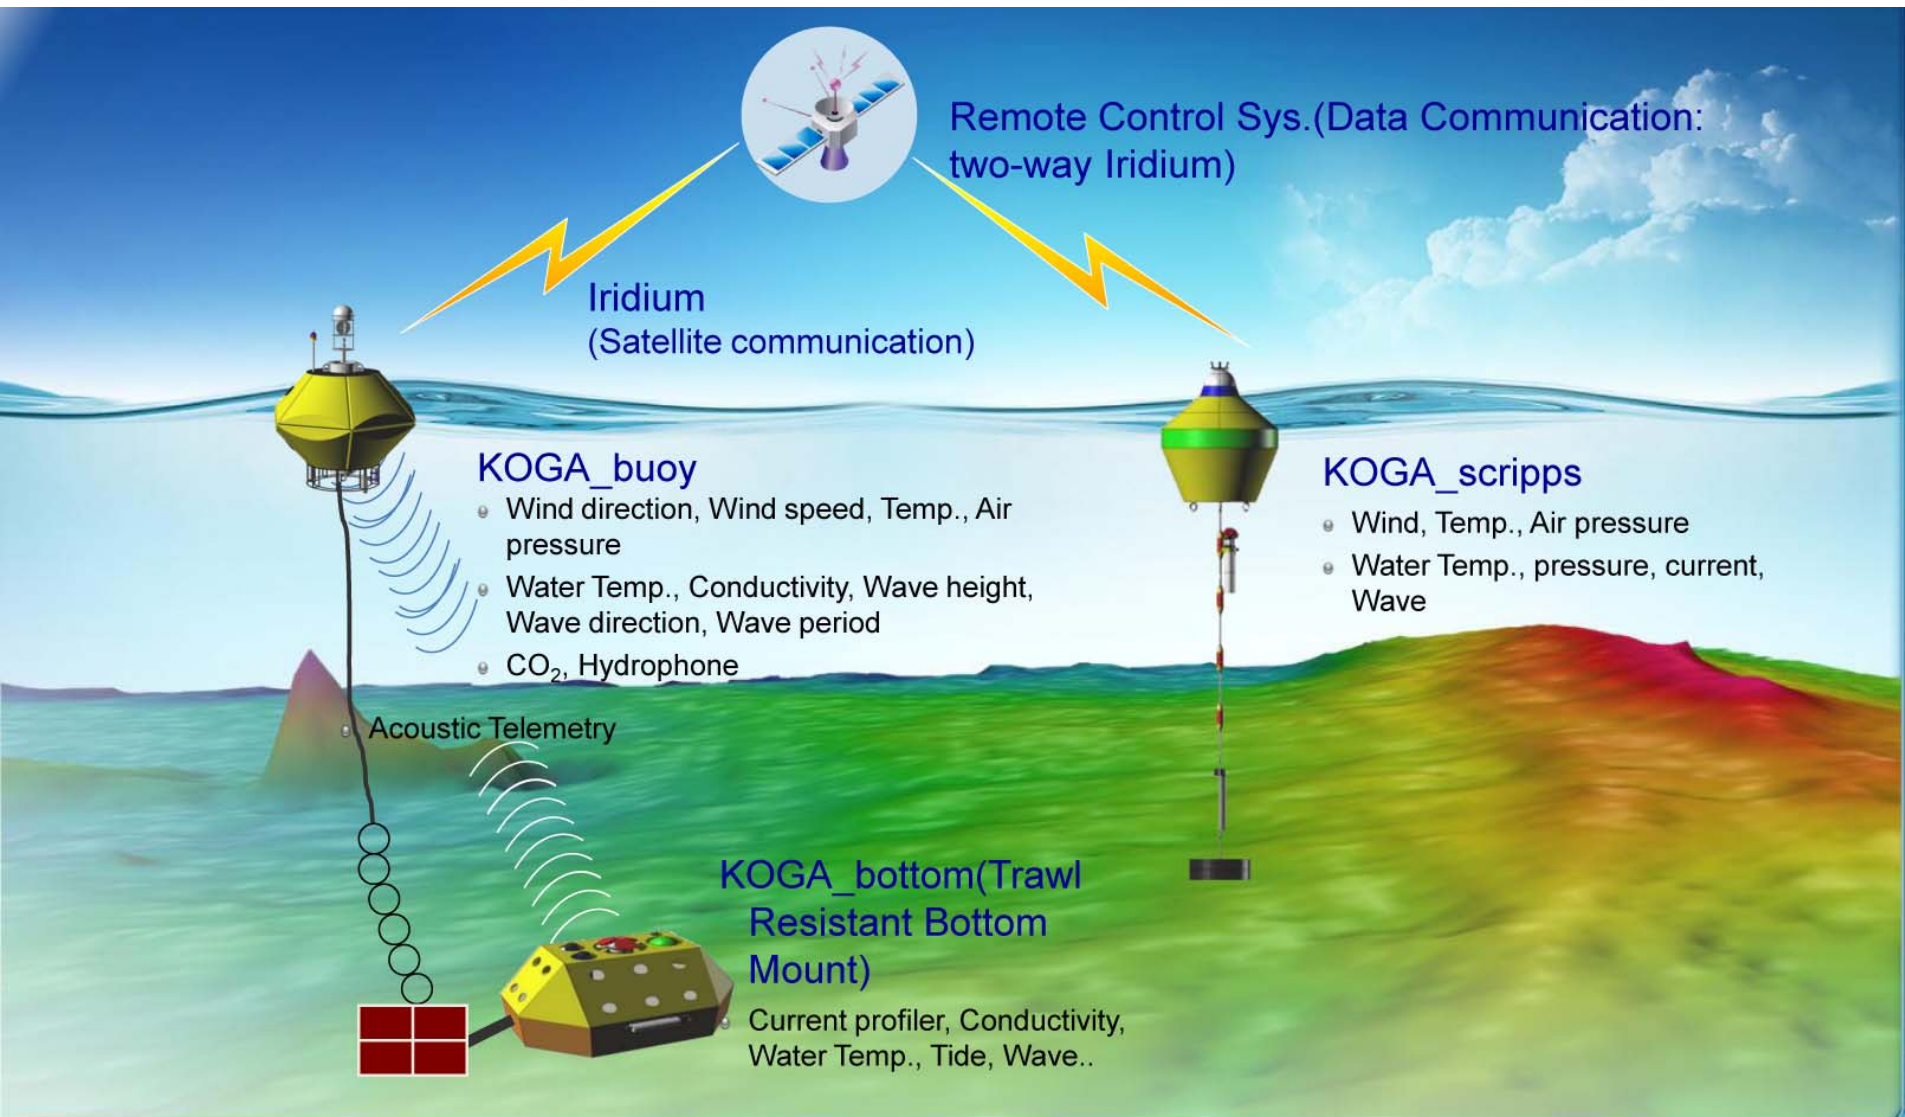 Remote Control Sys.(Data Communication:
two-way Iridium)
Iridium
(Satellite communication)
KOGA_buoy
Wind direction, Wind speed, Temp., Air
pressure
Water Temp., Conductivity, Wave height,
Wave direction, Wave period
CO₂, Hydrophone
Acoustic Telemetry
KOGA_scripps
Wind, Temp., Air pressure
Water Temp., pressure, current,
Wave
KOGA_bottom(Trawl
Resistant Bottom
Mount)
Current profiler, Conductivity,
Water Temp., Tide, Wave..